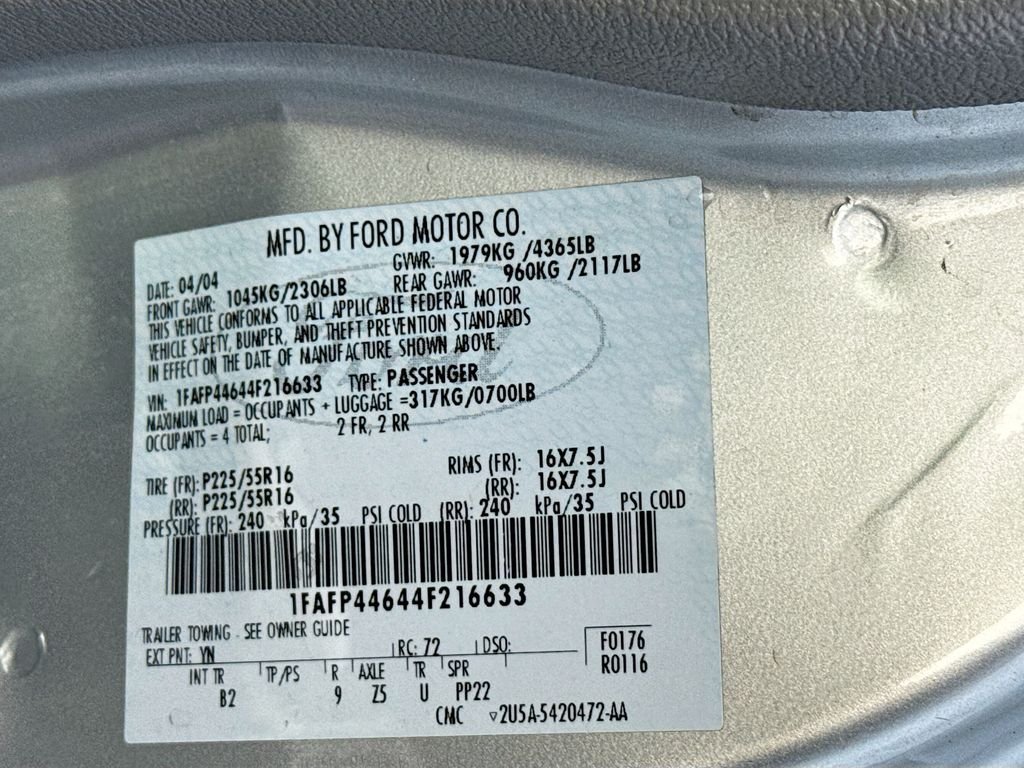 MFD. BY FORD MOTOR CO.
DATE: 04/04 GVWR: 1979KG /4365LB
FRONT GAWR: 1045KG/2306LB REAR GAWR: 960KG /2117LB
THIS VEHICLE CONFORMS TO ALL APPLICABLE FEDERAL MOTOR
VEHICLE SAFETY, BUMPER, AND THEFT PREVENTION STANDARDS
IN EFFECT ON THE DATE OF MANUFACTURE SHOWN ABOVE.
VIN: 1FAFP44644F216633 TYPE: PASSENGER
MAXIMUM LOAD = OCCUPANTS + LUGGAGE =317KG/0700LB
OCCUPANTS = 4 TOTAL; 2 FR, 2 RR
TIRE (FR): P225/55R16 RIMS (FR): 16X7.5J
(RR): P225/55R16 (RR): 16X7.5J
PRESSURE (FR): 240 kPa/35 PSI COLD (RR): 240 kPa/35 PSI COLD
1FAFP44644F216633
TRAILER TOWING - SEE OWNER GUIDE
EXT PNT: YN RC: 72 DSO: F0176
R0116
INT TR TP/PS R AXLE TR SPR
B2 9 Z5 U PP22
CMC ▽2U5A-5420472-AA